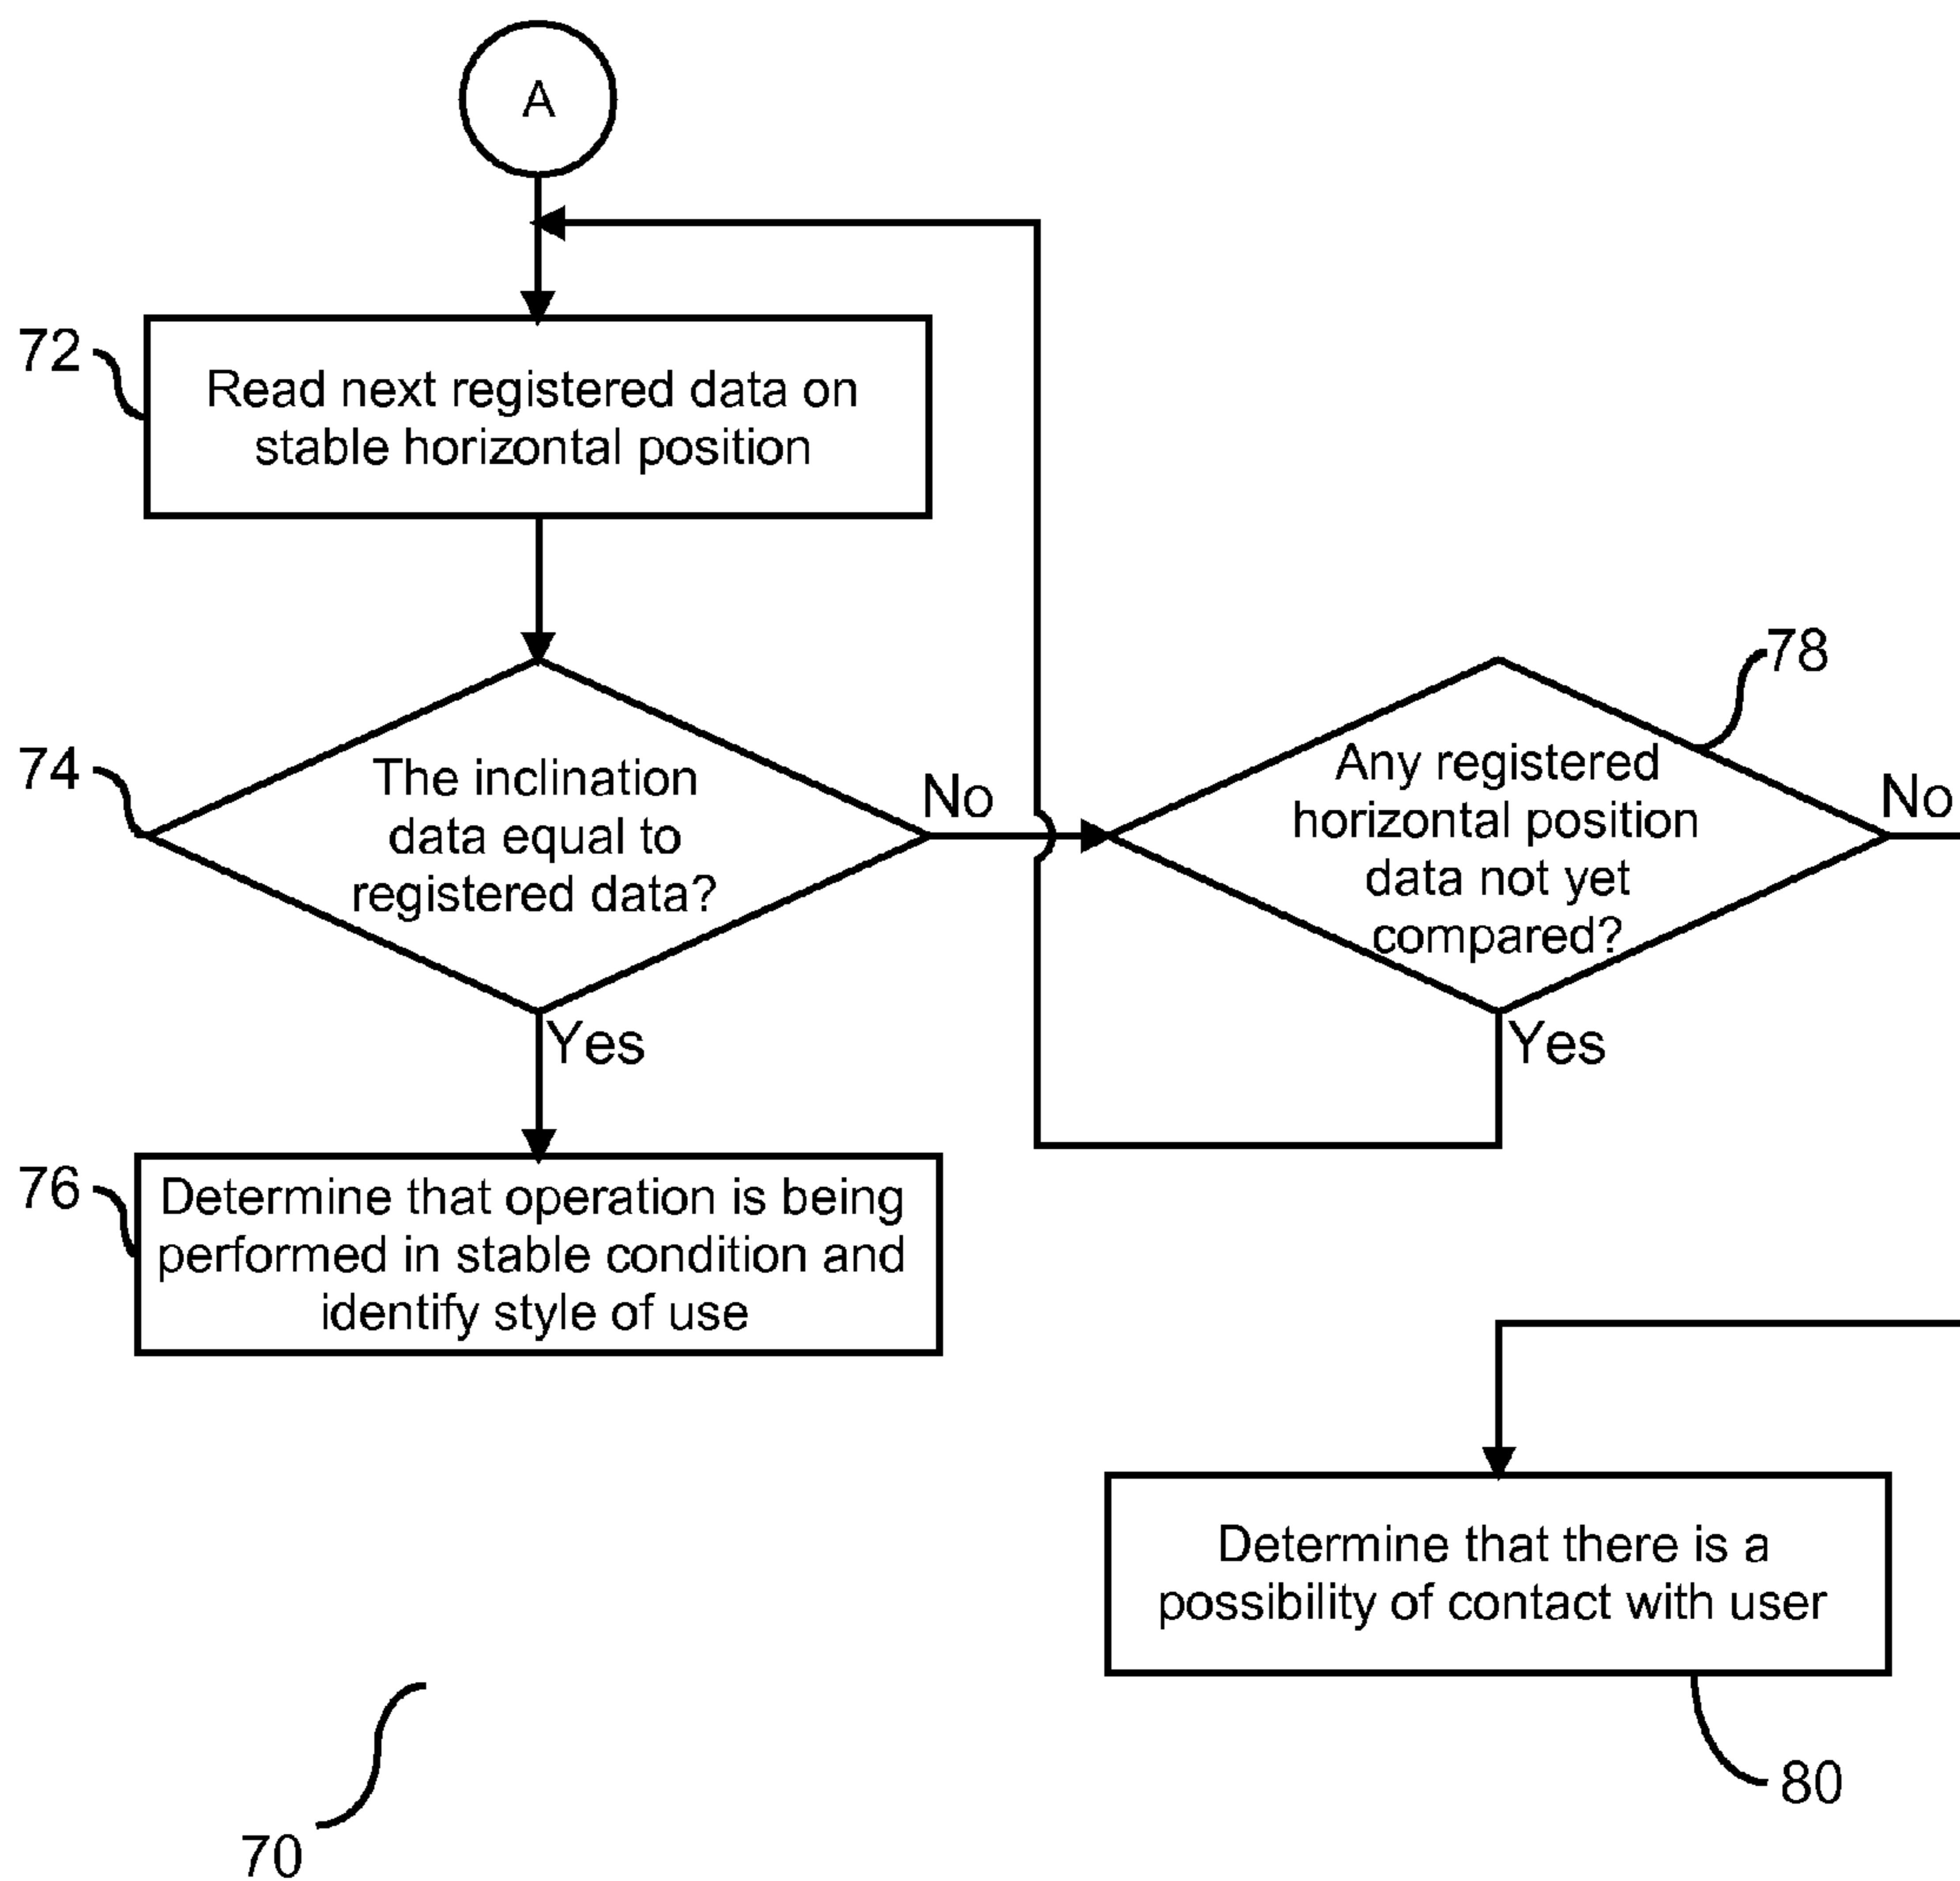 A
72
Read next registered data on
stable horizontal position
74
The inclination
data equal to
registered data?
No
Yes
78
Any registered
horizontal position
data not yet
compared?
No
Yes
76
Determine that operation is being
performed in stable condition and
identify style of use
Determine that there is a
possibility of contact with user
80
70